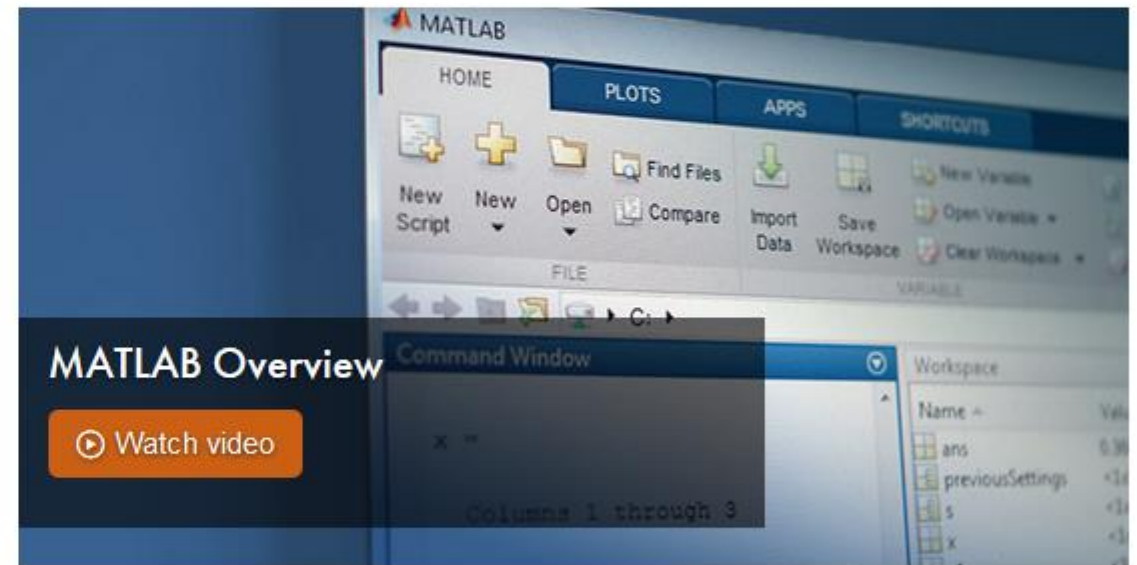 MATLAB
HOME
PLOTS
APPS
SHORTCUTS
New Script
New
Open
Find Files
Compare
Import Data
Save Workspace
New Variable
Open Variable
Clear Workspace
FILE
VARIABLE
C:
MATLAB Overview
Watch video
Command Window
x =
Columns 1 through 3
Workspace
Name
ans
previousSettings
s
x